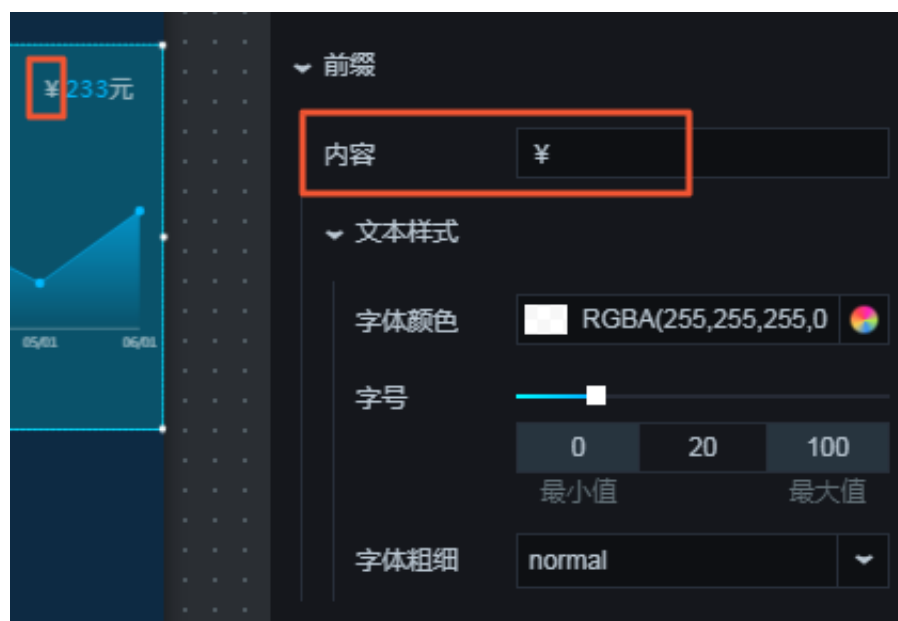 ¥233元
05/01 06/01
前缀
内容 ¥
文本样式
字体颜色 RGBA(255,255,255,0
字号
0 20 100
最小值 最大值
字体粗细 normal